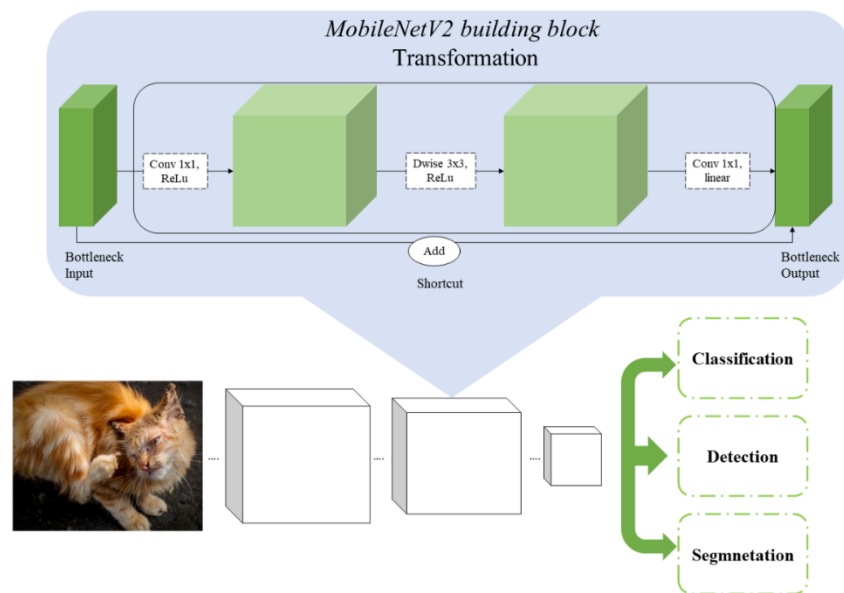 MobileNetV2 building block
Transformation
Conv 1x1,
ReLu
Dwise 3x3,
ReLu
Conv 1x1,
linear
Bottleneck
Input
Add
Shortcut
Bottleneck
Output
....
....
....
Classification
Detection
Segmnetation